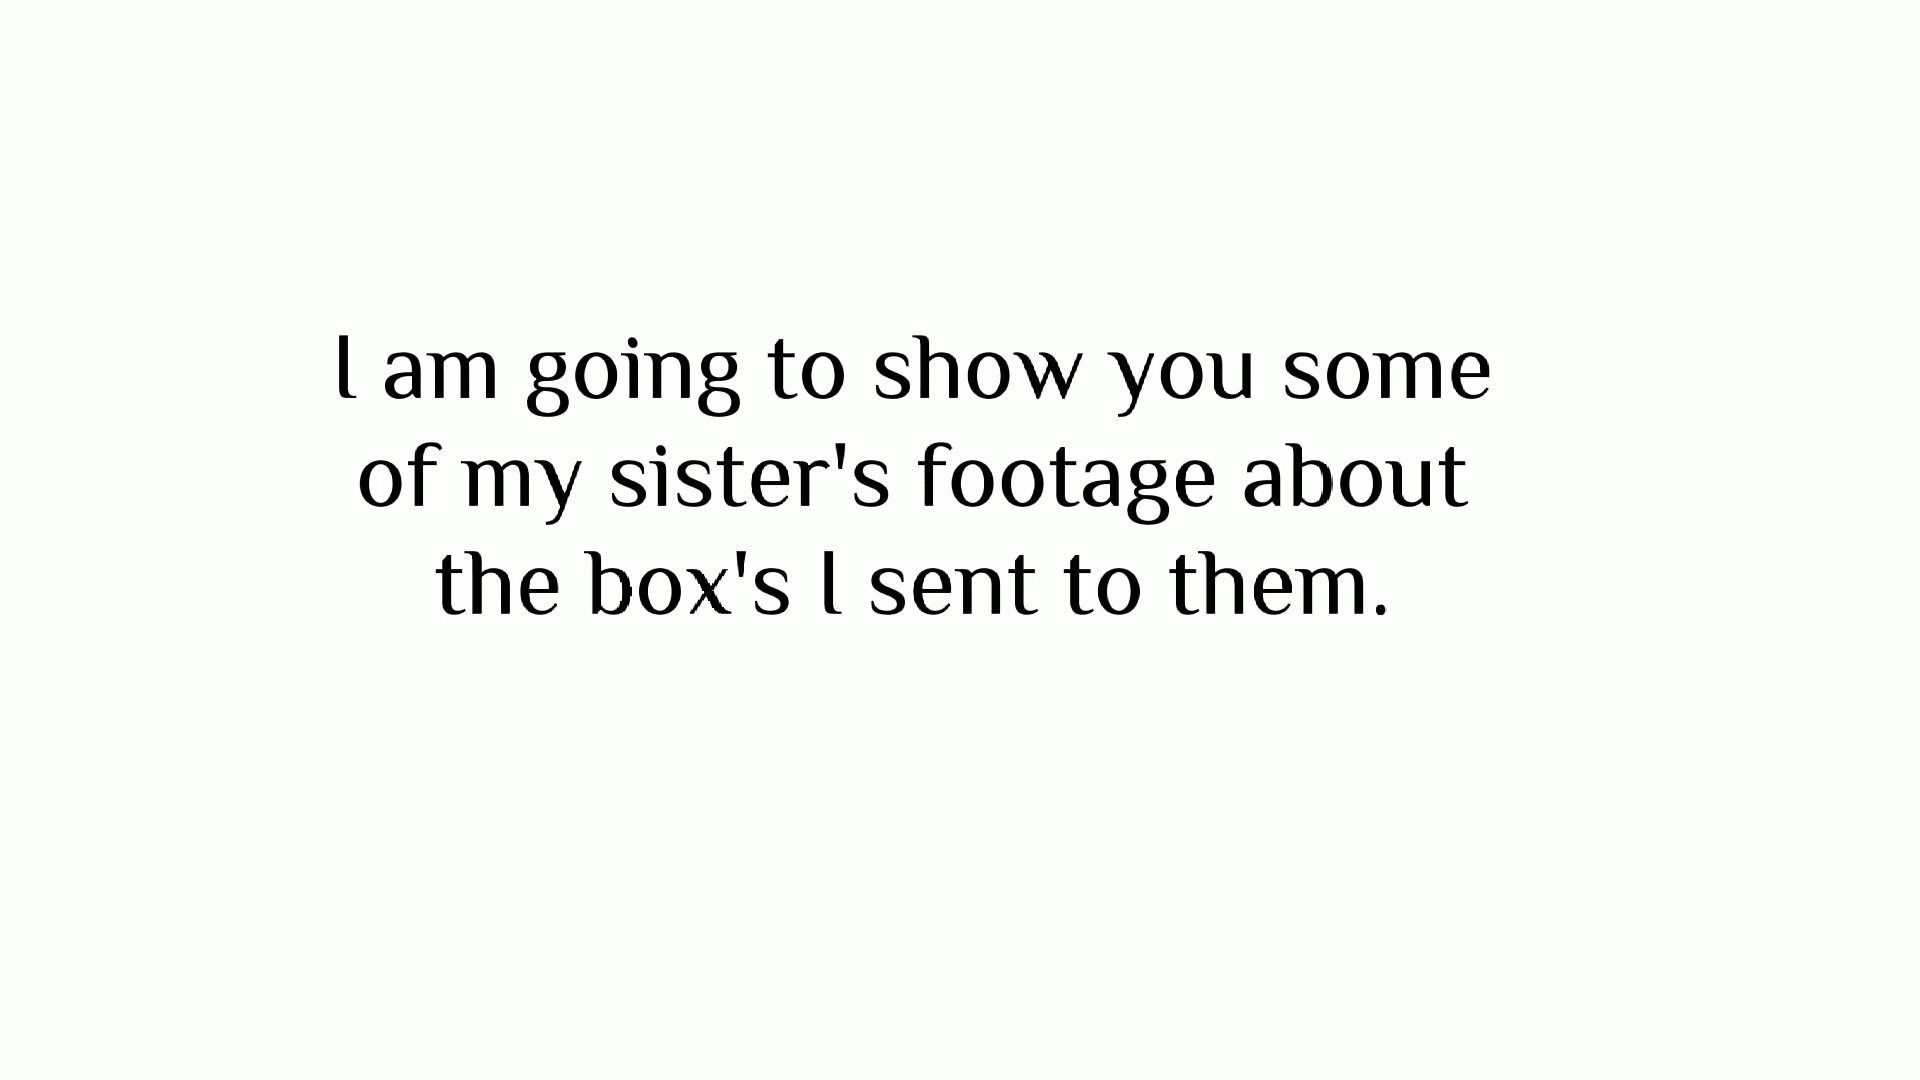 I am going to show you some
of my sister's footage about
the box's I sent to them.